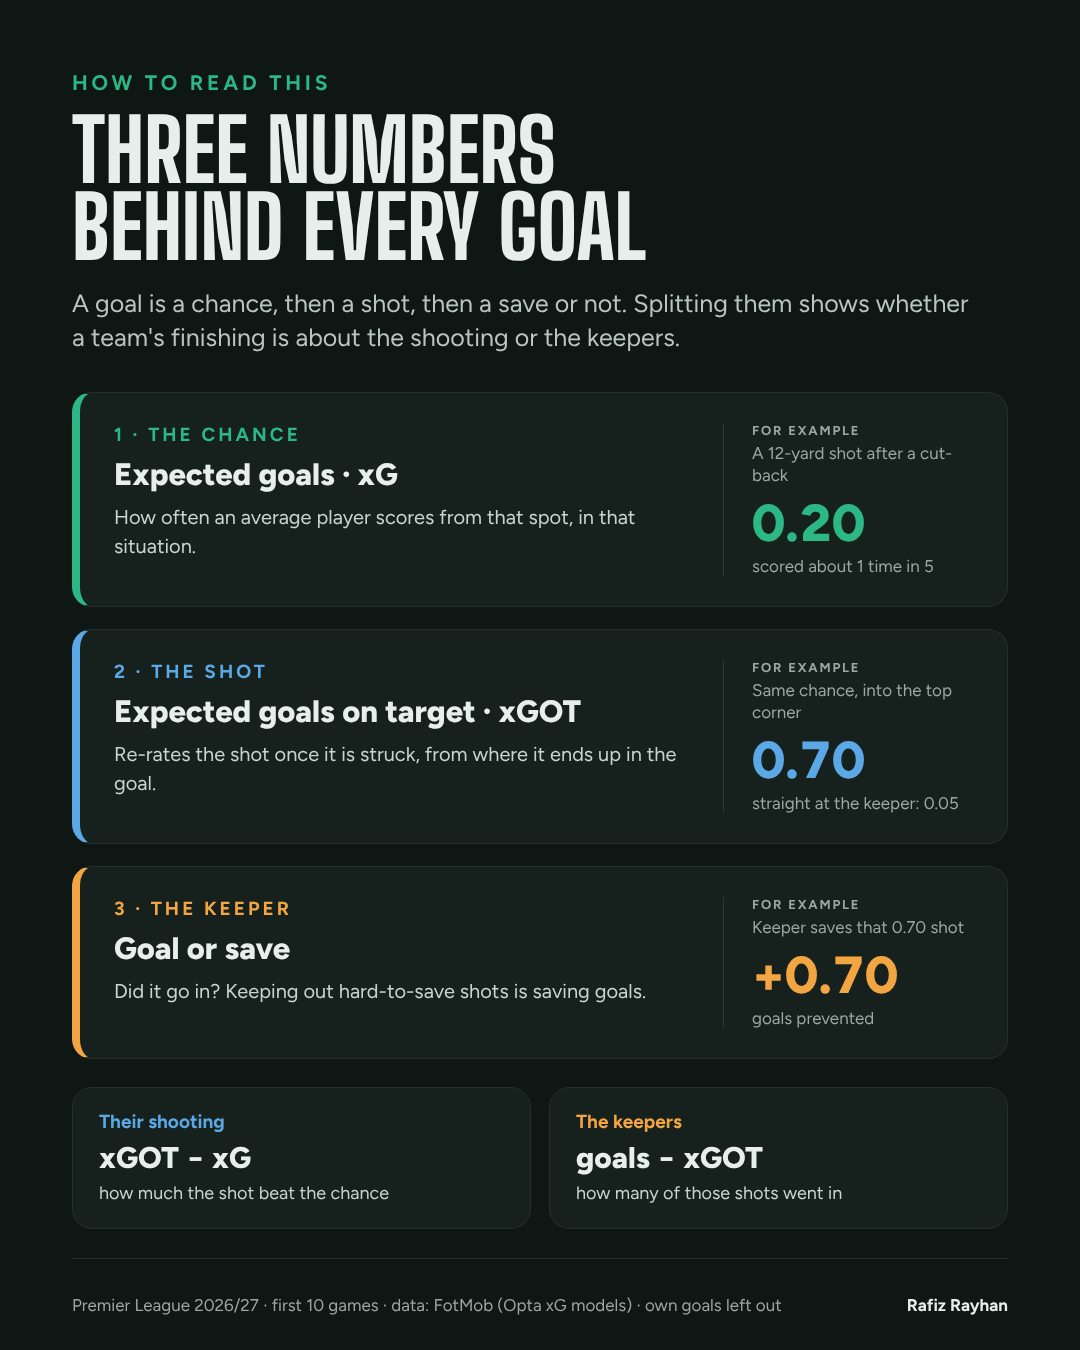 HOW TO READ THIS
THREE NUMBERS
BEHIND EVERY GOAL
A goal is a chance, then a shot, then a save or not. Splitting them shows whether
a team's finishing is about the shooting or the keepers.
1 · THE CHANCE
Expected goals · xG
How often an average player scores from that spot, in that
situation.
FOR EXAMPLE
A 12-yard shot after a cut-
back
0.20
scored about 1 time in 5
2 · THE SHOT
Expected goals on target · xGOT
Re-rates the shot once it is struck, from where it ends up in the
goal.
FOR EXAMPLE
Same chance, into the top
corner
0.70
straight at the keeper: 0.05
3 · THE KEEPER
Goal or save
Did it go in? Keeping out hard-to-save shots is saving goals.
FOR EXAMPLE
Keeper saves that 0.70 shot
+0.70
goals prevented
Their shooting
xGOT − xG
how much the shot beat the chance
The keepers
goals − xGOT
how many of those shots went in
Premier League 2026/27 · first 10 games · data: FotMob (Opta xG models) · own goals left out
Rafiz Rayhan